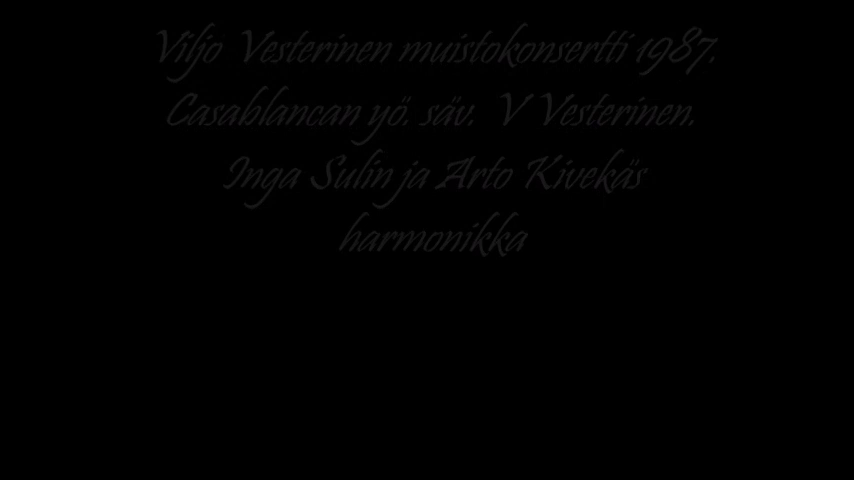 Viljo Vesterinen muistokonsertti 1987.
Casablancan yö. säv. V Vesterinen.
Inga Sulin ja Arto Kivekäs
harmonikka